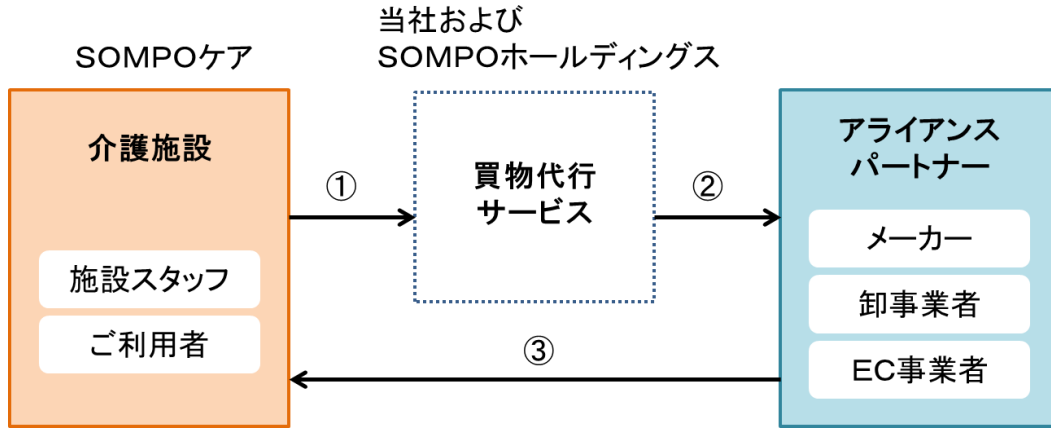 SOMPOケア
当社および
SOMPOホールディングス
介護施設
施設スタッフ
ご利用者
①
買物代行
サービス
②
アライアンス
パートナー
メーカー
卸事業者
EC事業者
③